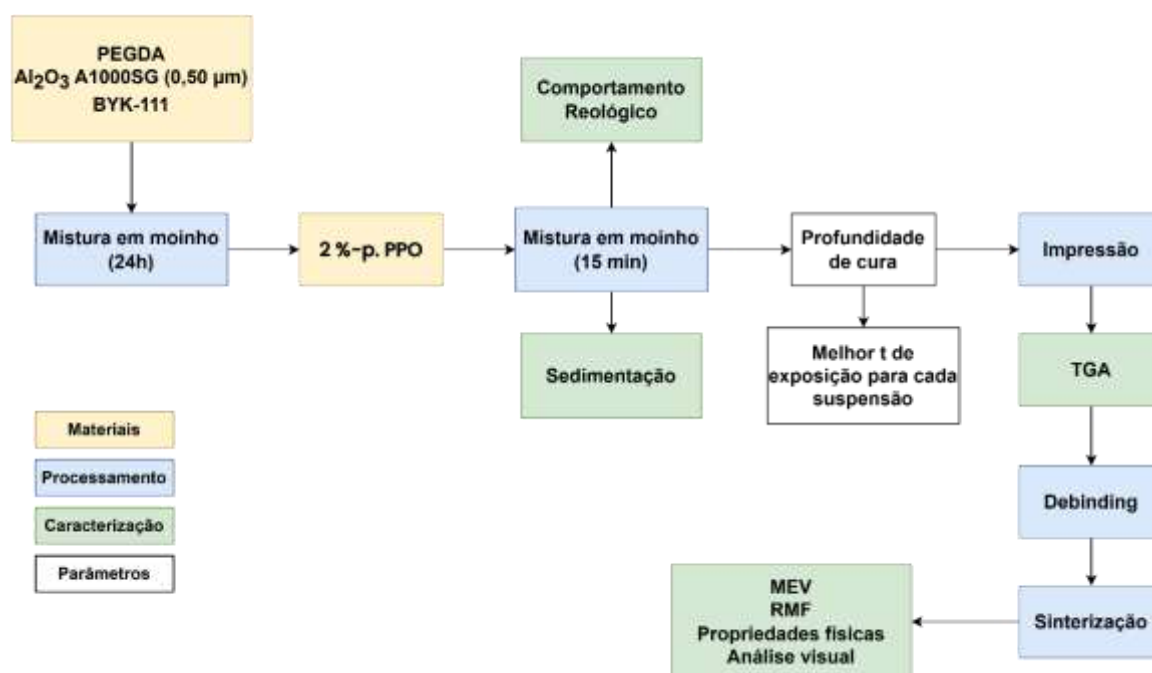 PEGDA
Al₂O₃ A1000SG (0,50 µm)
BYK-111
Comportamento
Reológico
Mistura em moinho
(24h)
2 %-p. PPO
Mistura em moinho
(15 min)
Profundidade
de cura
Impressão
Sedimentação
Melhor t de
exposição para cada
suspensão
TGA
Materiais
Processamento
Caracterização
Parâmetros
Debinding
MEV
RMF
Propriedades físicas
Análise visual
Sinterização